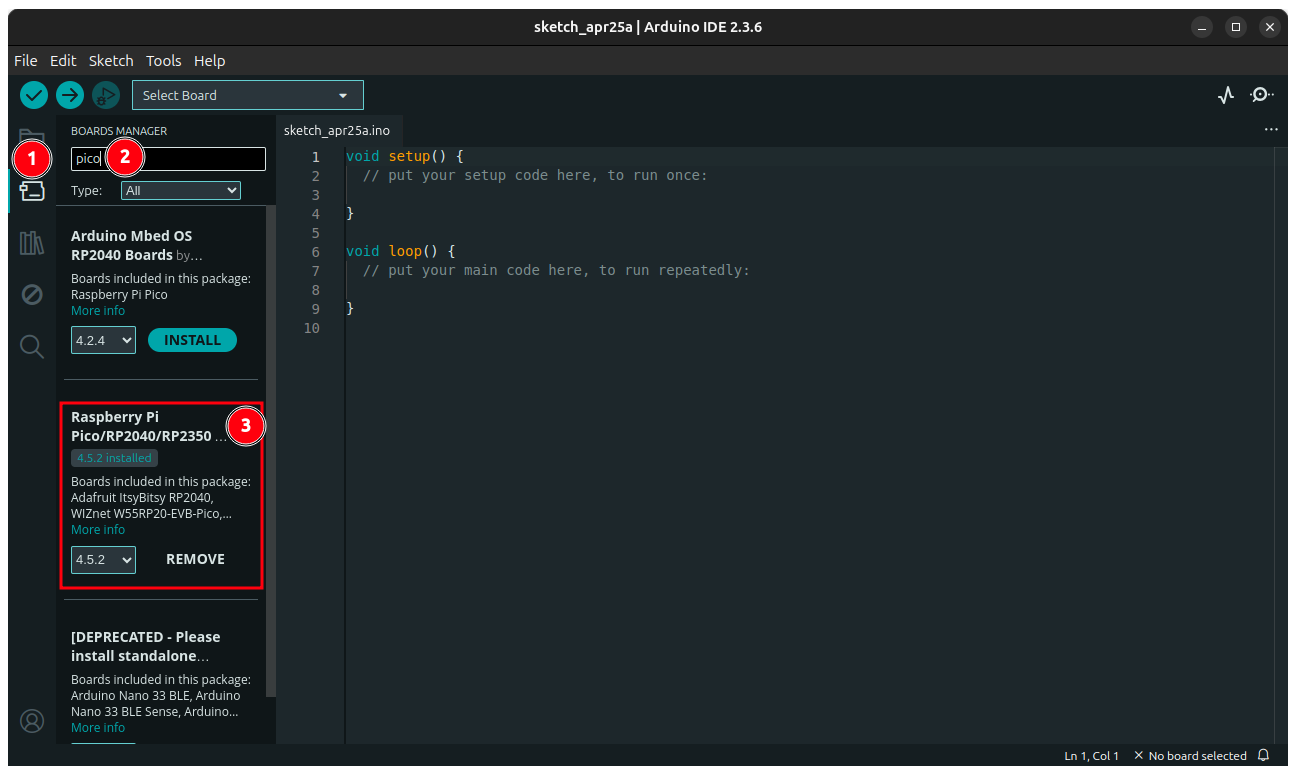 sketch_apr25a | Arduino IDE 2.3.6
File Edit Sketch Tools Help
Select Board
BOARDS MANAGER
1
pico
2
Type: All
Arduino Mbed OS
RP2040 Boards by...
Boards included in this package:
Raspberry Pi Pico
More info
4.2.4 INSTALL
Raspberry Pi
Pico/RP2040/RP2350 ...
3
4.5.2 installed
Boards included in this package:
Adafruit ItsyBitsy RP2040,
WIZnet W55RP20-EVB-Pico,...
More info
4.5.2 REMOVE
[DEPRECATED - Please
install standalone...
Boards included in this package:
Arduino Nano 33 BLE, Arduino
Nano 33 BLE Sense, Arduino...
More info
sketch_apr25a.ino
...
1 void setup() {
2 // put your setup code here, to run once:
3
4 }
5
6 void loop() {
7 // put your main code here, to run repeatedly:
8
9 }
10
Ln 1, Col 1 × No board selected